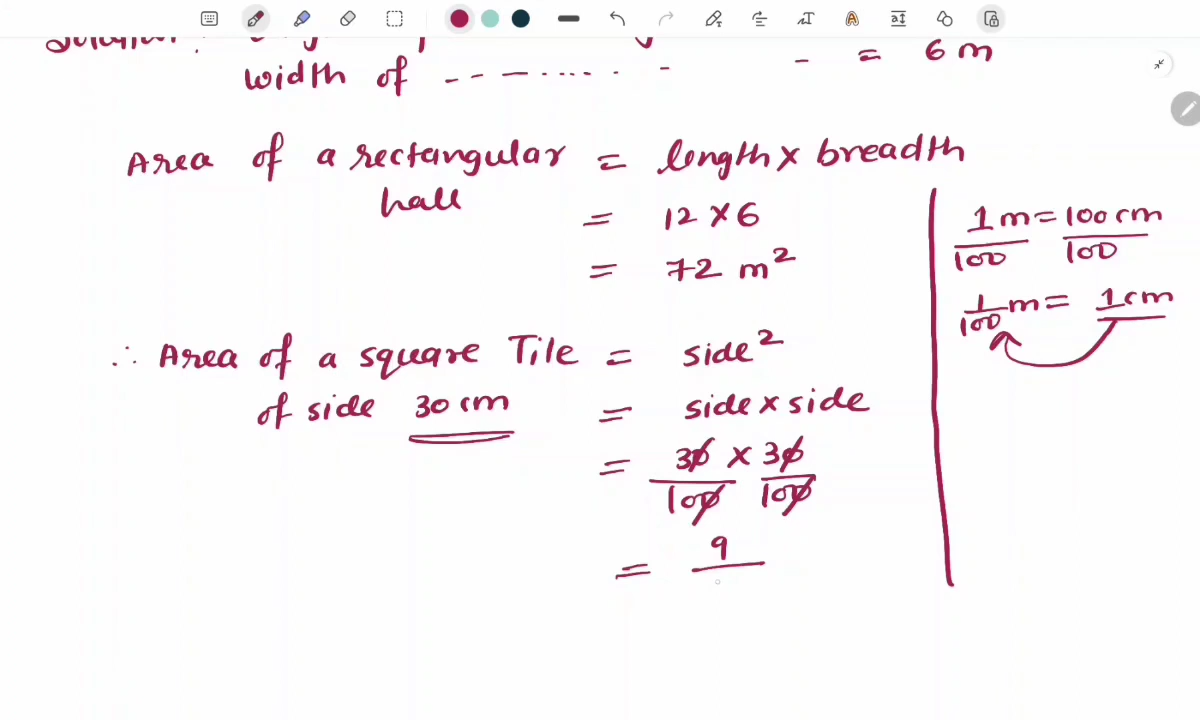 = 6 m
width of - - - - ..... . - -
Area of a rectangular hall = length x breadth
= 12 x 6
= 72 m²
1 m = 100 cm
100 100
1/100 m = 1 cm
∴ Area of a square Tile = side²
of side 30 cm = side x side
= 30 x 30
100 100
= 9